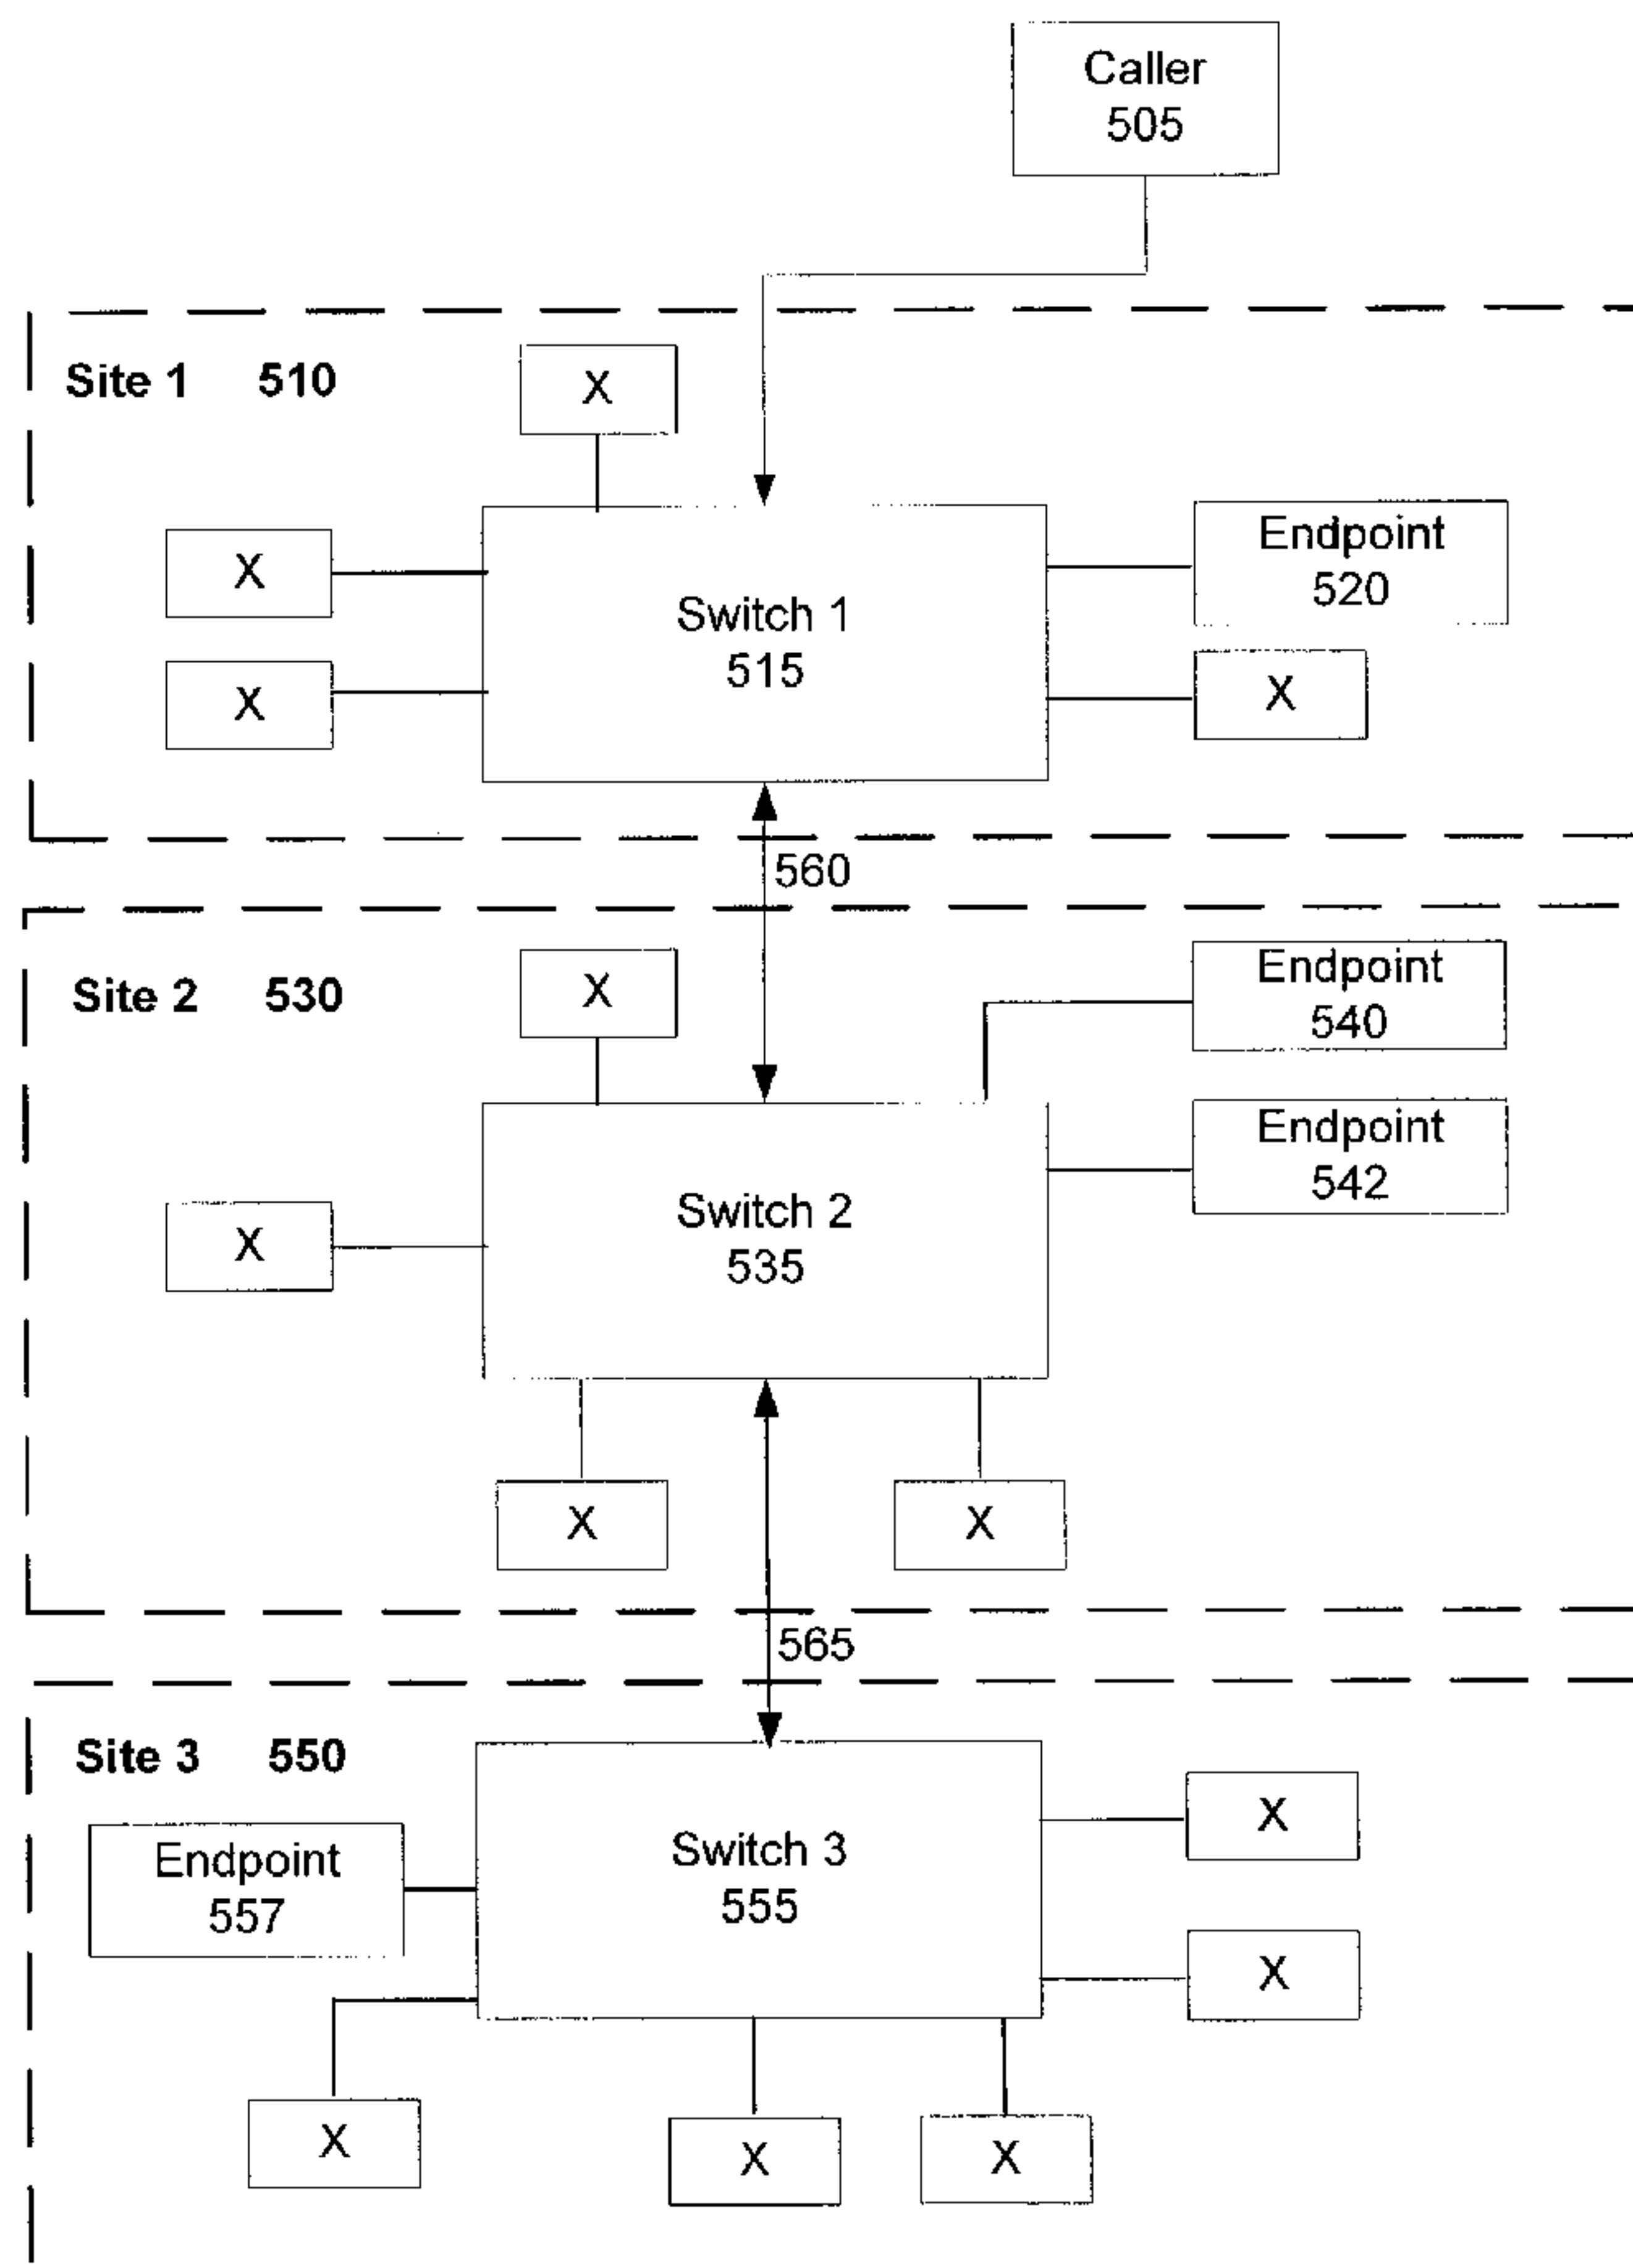 Caller
505
Site 1 510
X
X
Endpoint
520
Switch 1
515
X
X
560
Site 2 530
X
Endpoint
540
Endpoint
542
Switch 2
535
X
X
X
565
Site 3 550
X
Switch 3
555
Endpoint
557
X
X
X
X